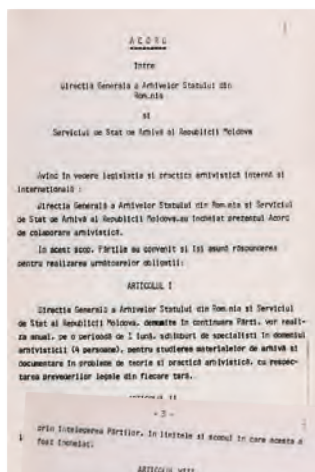 ACORD
Între
Direcția Generală a Arhivelor Statului din
România
și
Serviciul de Stat de Arhivă al Republicii Moldova
Avînd în vedere legislația și practica arhivistică internă și
internațională :
Direcția Generală a Arhivelor Statului din România și Serviciul
de Stat de Arhivă al Republicii Moldova au încheiat prezentul Acord
de colaborare arhivistică.
În acest scop, Părțile au convenit și își asumă răspunderea
pentru realizarea următoarelor obligații:
ARTICOLUL I
Direcția Generală a Arhivelor Statului din România și Serviciul
de Stat al Republicii Moldova, denumite în continuare Părți, vor reali-
za anual, pe o perioadă de 1 lună, schimburi de specialiști în domeniul
arhivisticii (4 persoane), pentru studierea materialelor de arhivă și
documentare în probleme de teorie și practică arhivistică, cu respec-
tarea prevederilor legale din fiecare țară.
ARTICOLUL II
- 3 -
prin înțelegerea Părților, în limitele și scopul în care acesta a
fost încheiat.
ARTICOLUL VIII